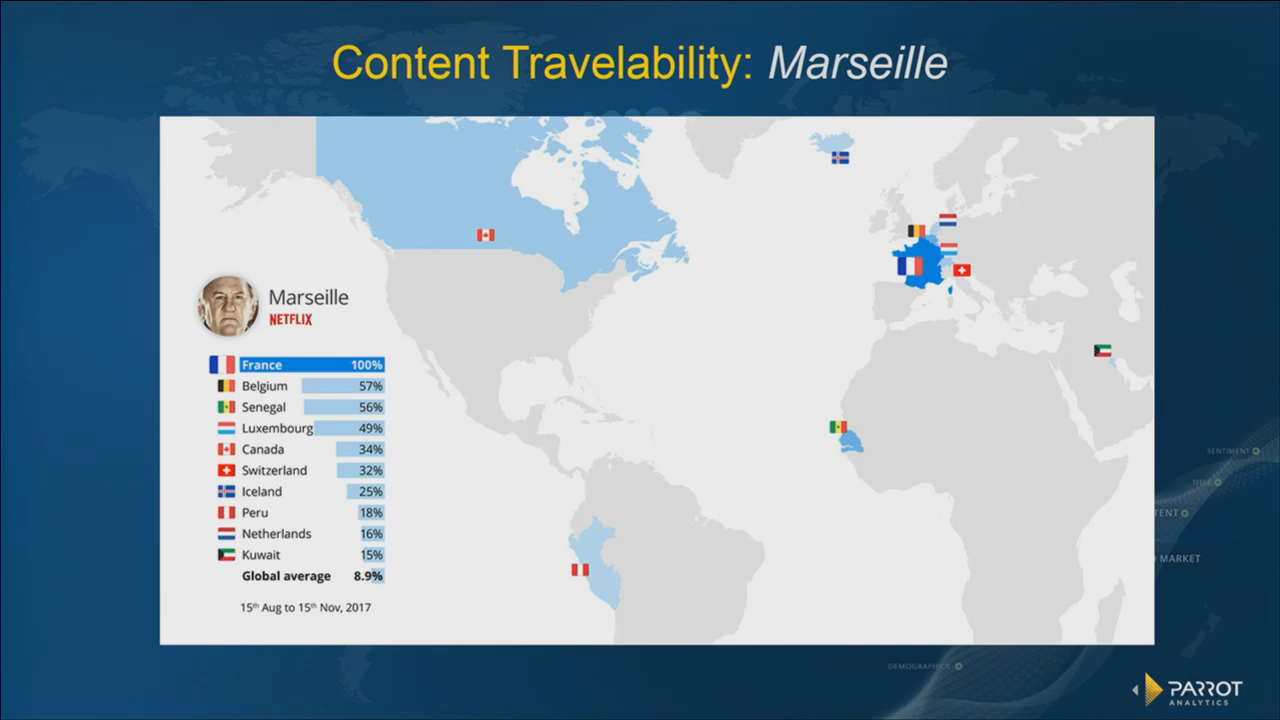 Content Travelability: Marseille
Marseille
NETFLIX
France 100%
Belgium 57%
Senegal 56%
Luxembourg 49%
Canada 34%
Switzerland 32%
Iceland 25%
Peru 18%
Netherlands 16%
Kuwait 15%
Global average 8.9%
15th Aug to 15th Nov, 2017
SENTIMENT
TENT
MARKET
DEMOGRAPHICS
PARROT
ANALYTICS